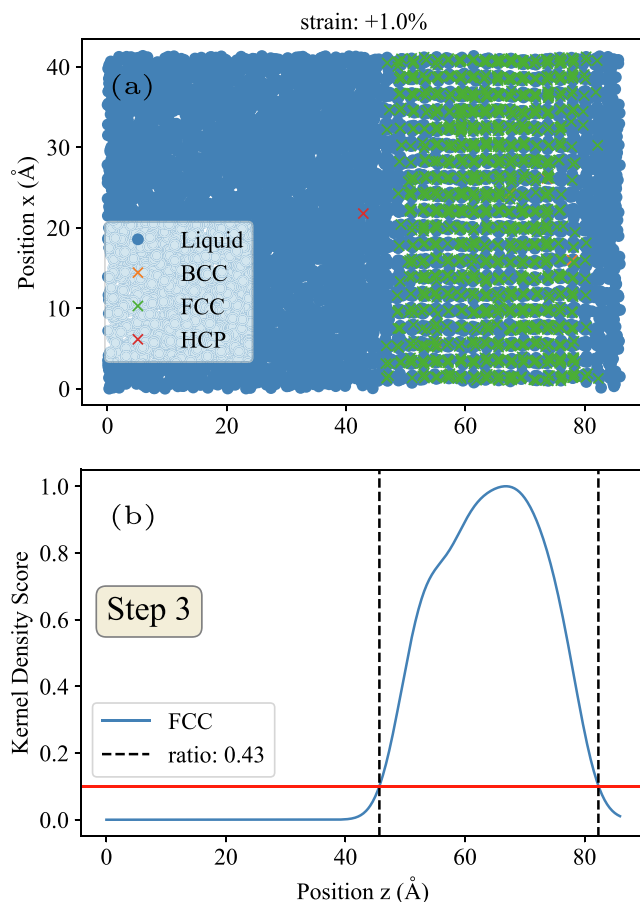 strain: +1.0%
(a)
Position x (Å)
40
30
20
10
0
Liquid
BCC
FCC
HCP
0 20 40 60 80
(b)
Kernel Density Score
1.0
0.8
0.6
0.4
0.2
0.0
Step 3
FCC
ratio: 0.43
0 20 40 60 80
Position z (Å)